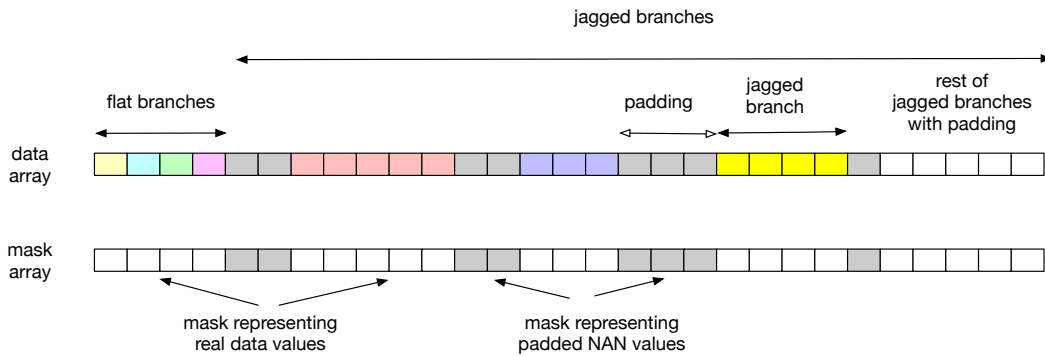 jagged branches
flat branches
padding
jagged
branch
rest of
jagged branches
with padding
data
array
mask
array
mask representing
real data values
mask representing
padded NAN values